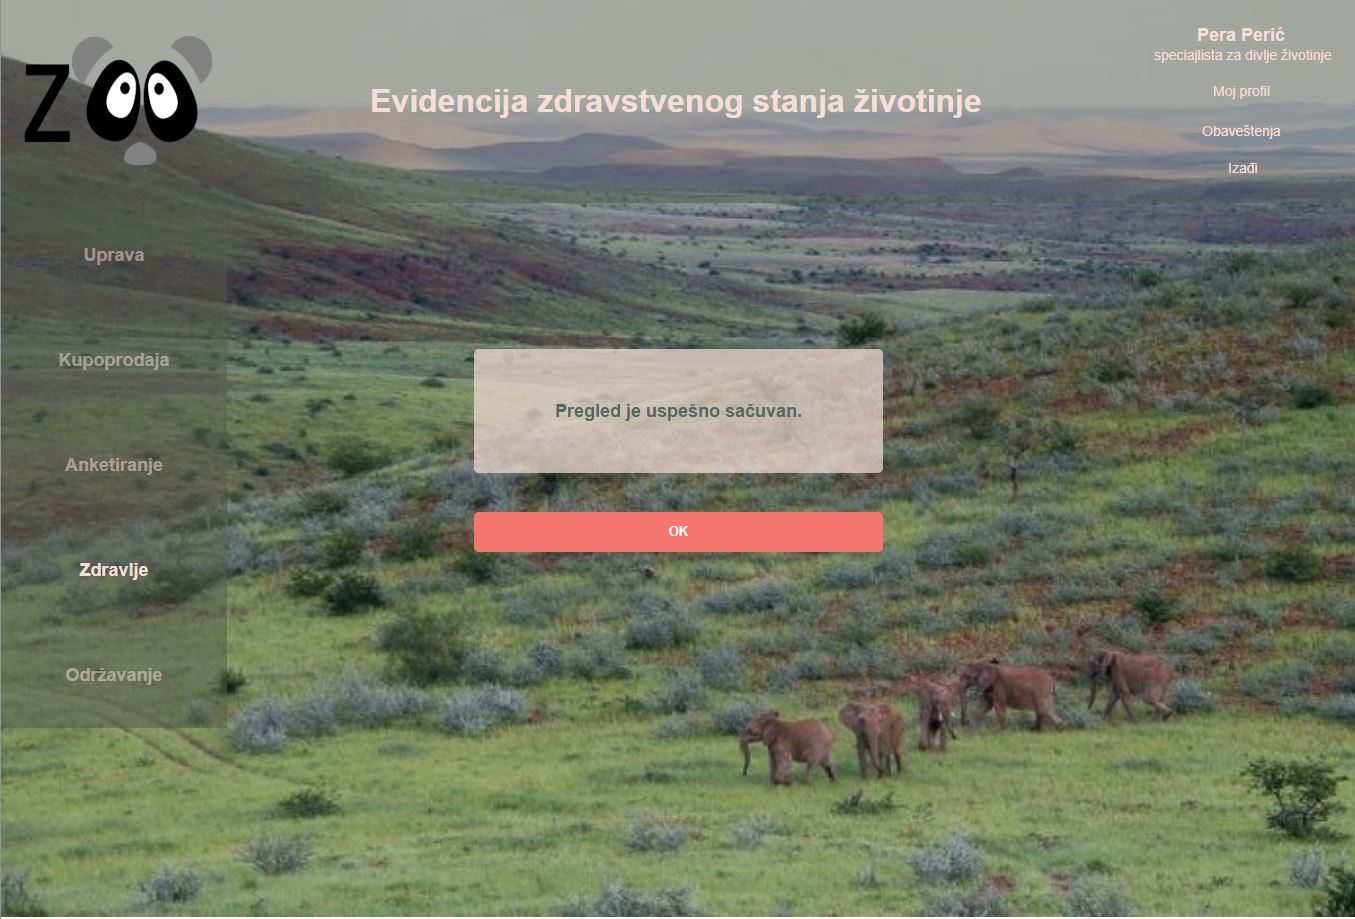 ZOO
Pera Perić
speciajlista za divlje životinje
Evidencija zdravstvenog stanja životinje
Moj profil
Obaveštenja
Izađi
Uprava
Kupoprodaja
Anketiranje
Zdravlje
Održavanje
Pregled je uspešno sačuvan.
OK